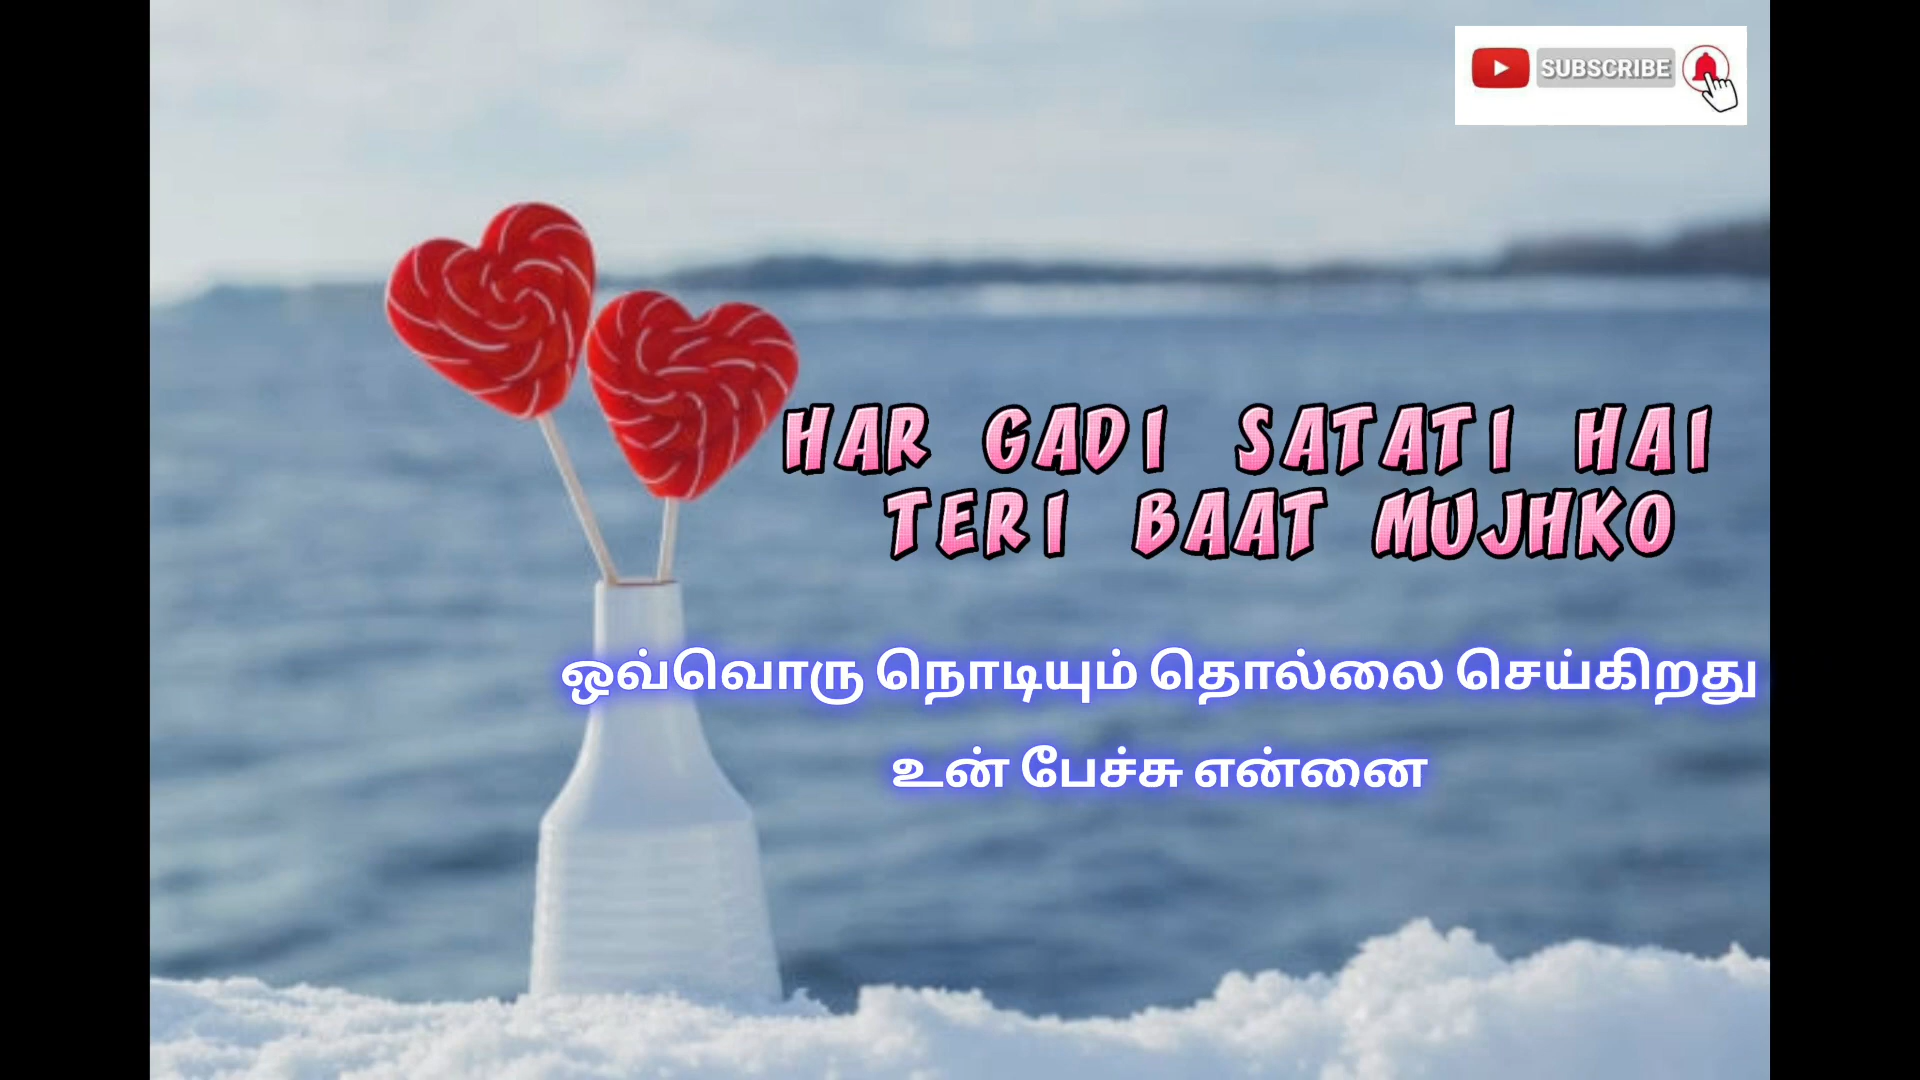 SUBSCRIBE
HAR GADI SATATI HAI
TERI BAAT MUJHKO
ஒவ்வொரு நொடியும் தொல்லை செய்கிறது
உன் பேச்சு என்னை